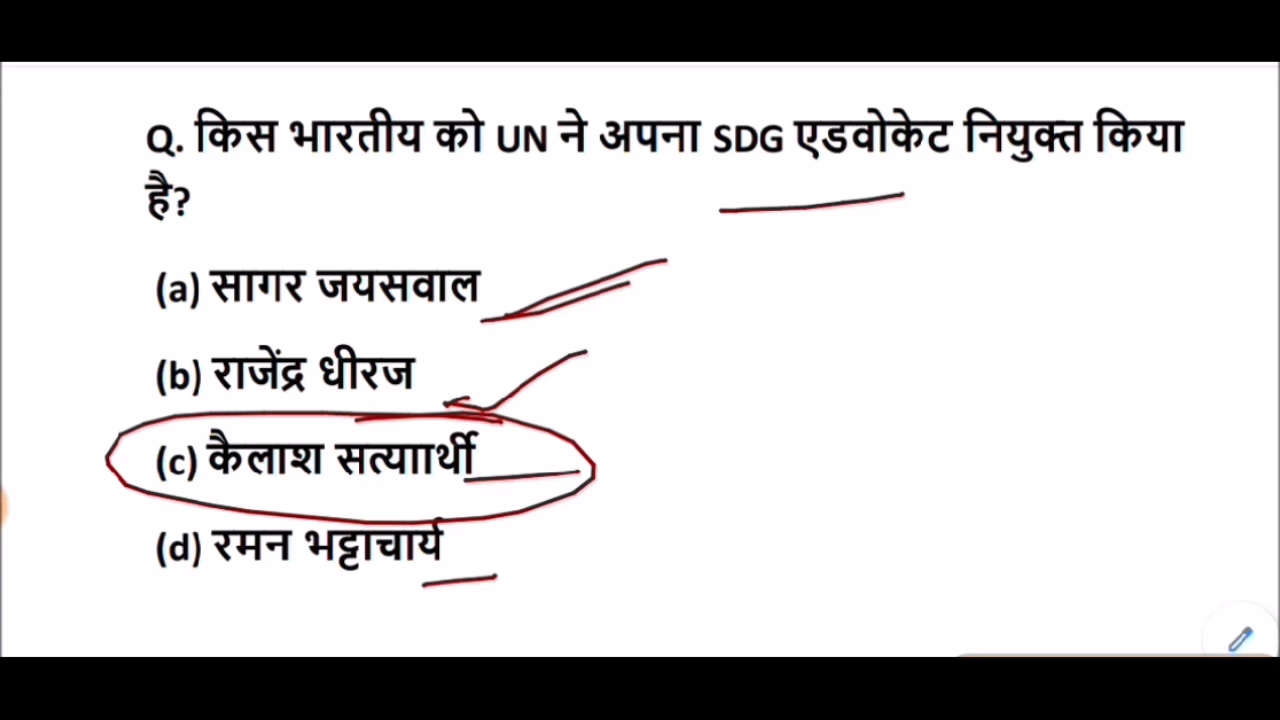 Q. किस भारतीय को UN ने अपना SDG एडवोकेट नियुक्त किया
है?
(a) सागर जयसवाल
(b) राजेंद्र धीरज
(c) कैलाश सत्याार्थी
(d) रमन भट्टाचार्य